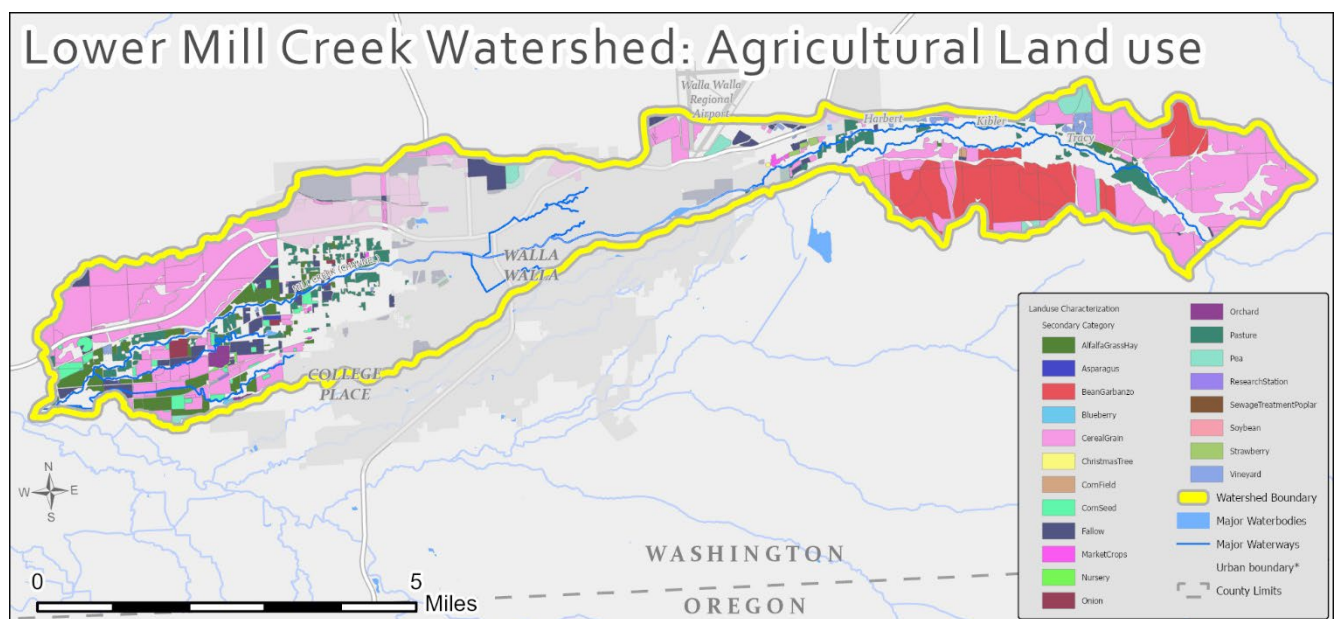 Lower Mill Creek Watershed: Agricultural Land use
Walla Walla
Regional
Airport
Harbert
Kibler
Tracy
MILL CREEK (CHANNEL)
WALLA
WALLA
COLLEGE
PLACE
N
W
E
S
WASHINGTON
OREGON
0
5
Miles
Landuse Characterization
Secondary Category
AlfalfaGrassHay
Asparagus
BeanGarbanzo
Blueberry
CerealGrain
ChristmasTree
CornField
CornSeed
Fallow
MarketCrops
Nursery
Onion
Orchard
Pasture
Pea
ResearchStation
SewageTreatmentPoplar
Soybean
Strawberry
Vineyard
Watershed Boundary
Major Waterbodies
Major Waterways
Urban boundary*
County Limits